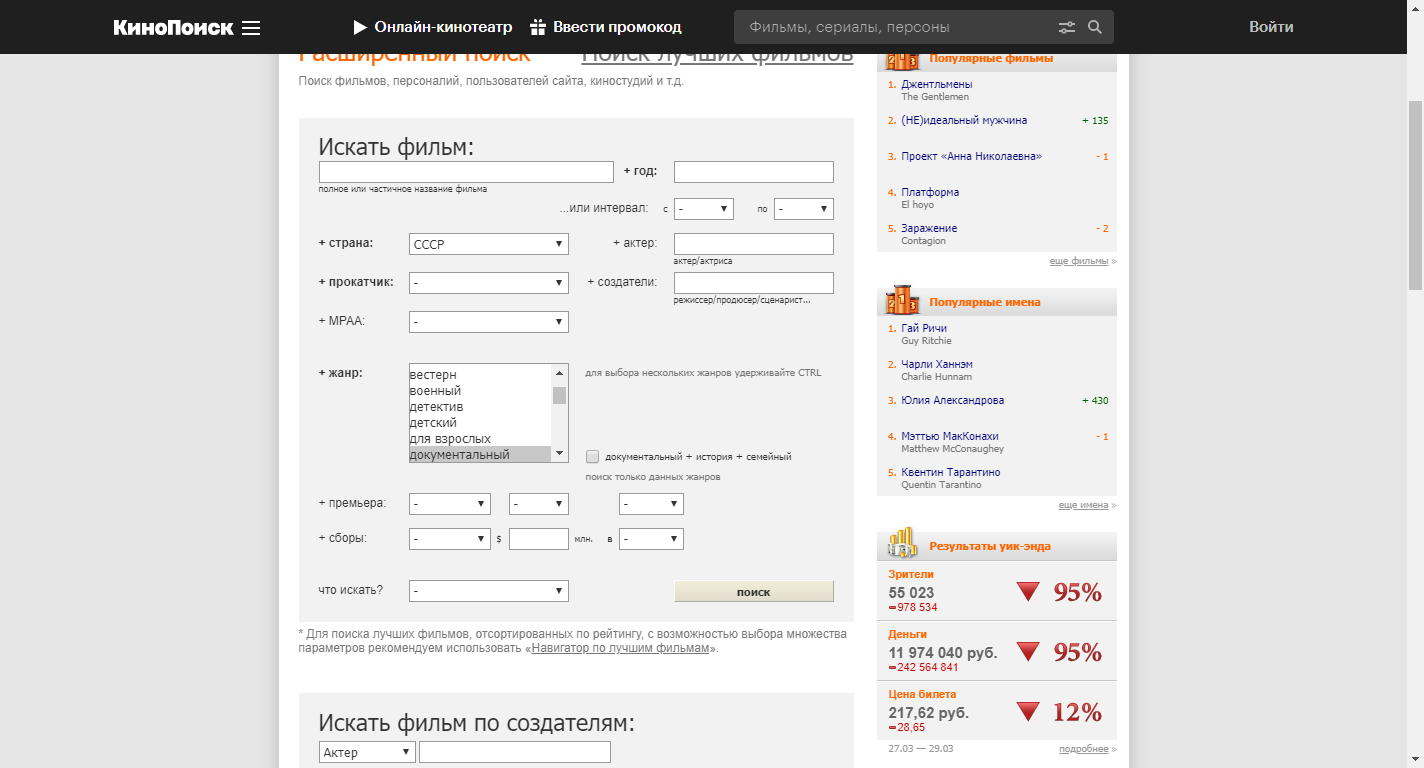 КиноПоиск
Онлайн-кинотеатр
Ввести промокод
Фильмы, сериалы, персоны
Войти
Расширенный поиск
Поиск лучших фильмов
Поиск фильмов, персоналий, пользователей сайта, киностудий и т.д.
Искать фильм:
+ год:
полное или частичное название фильма
...или интервал: с - по -
+ страна: СССР
+ актер:
актер/актриса
+ прокатчик: -
+ создатели:
режиссер/продюсер/сценарист...
+ MPAA: -
+ жанр:
вестерн
военный
детектив
детский
для взрослых
документальный
для выбора нескольких жанров удерживайте CTRL
документальный + история + семейный
поиск только данных жанров
+ премьера: - - -
+ сборы: - $ млн. в -
что искать? -
поиск
* Для поиска лучших фильмов, отсортированных по рейтингу, с возможностью выбора множества
параметров рекомендуем использовать «Навигатор по лучшим фильмам».
Искать фильм по создателям:
Актер
Популярные фильмы
1. Джентльмены
The Gentlemen
2. (НЕ)идеальный мужчина + 135
3. Проект «Анна Николаевна» - 1
4. Платформа
El hoyo
5. Заражение - 2
Contagion
еще фильмы »
2 1 3
Популярные имена
1. Гай Ричи
Guy Ritchie
2. Чарли Ханнэм
Charlie Hunnam
3. Юлия Александрова + 430
4. Мэттью МакКонахи - 1
Matthew McConaughey
5. Квентин Тарантино
Quentin Tarantino
еще имена »
Результаты уик-энда
Зрители
55 023
978 534
95%
Деньги
11 974 040 руб.
242 564 841
95%
Цена билета
217,62 руб.
28,65
12%
27.03 — 29.03
подробнее »